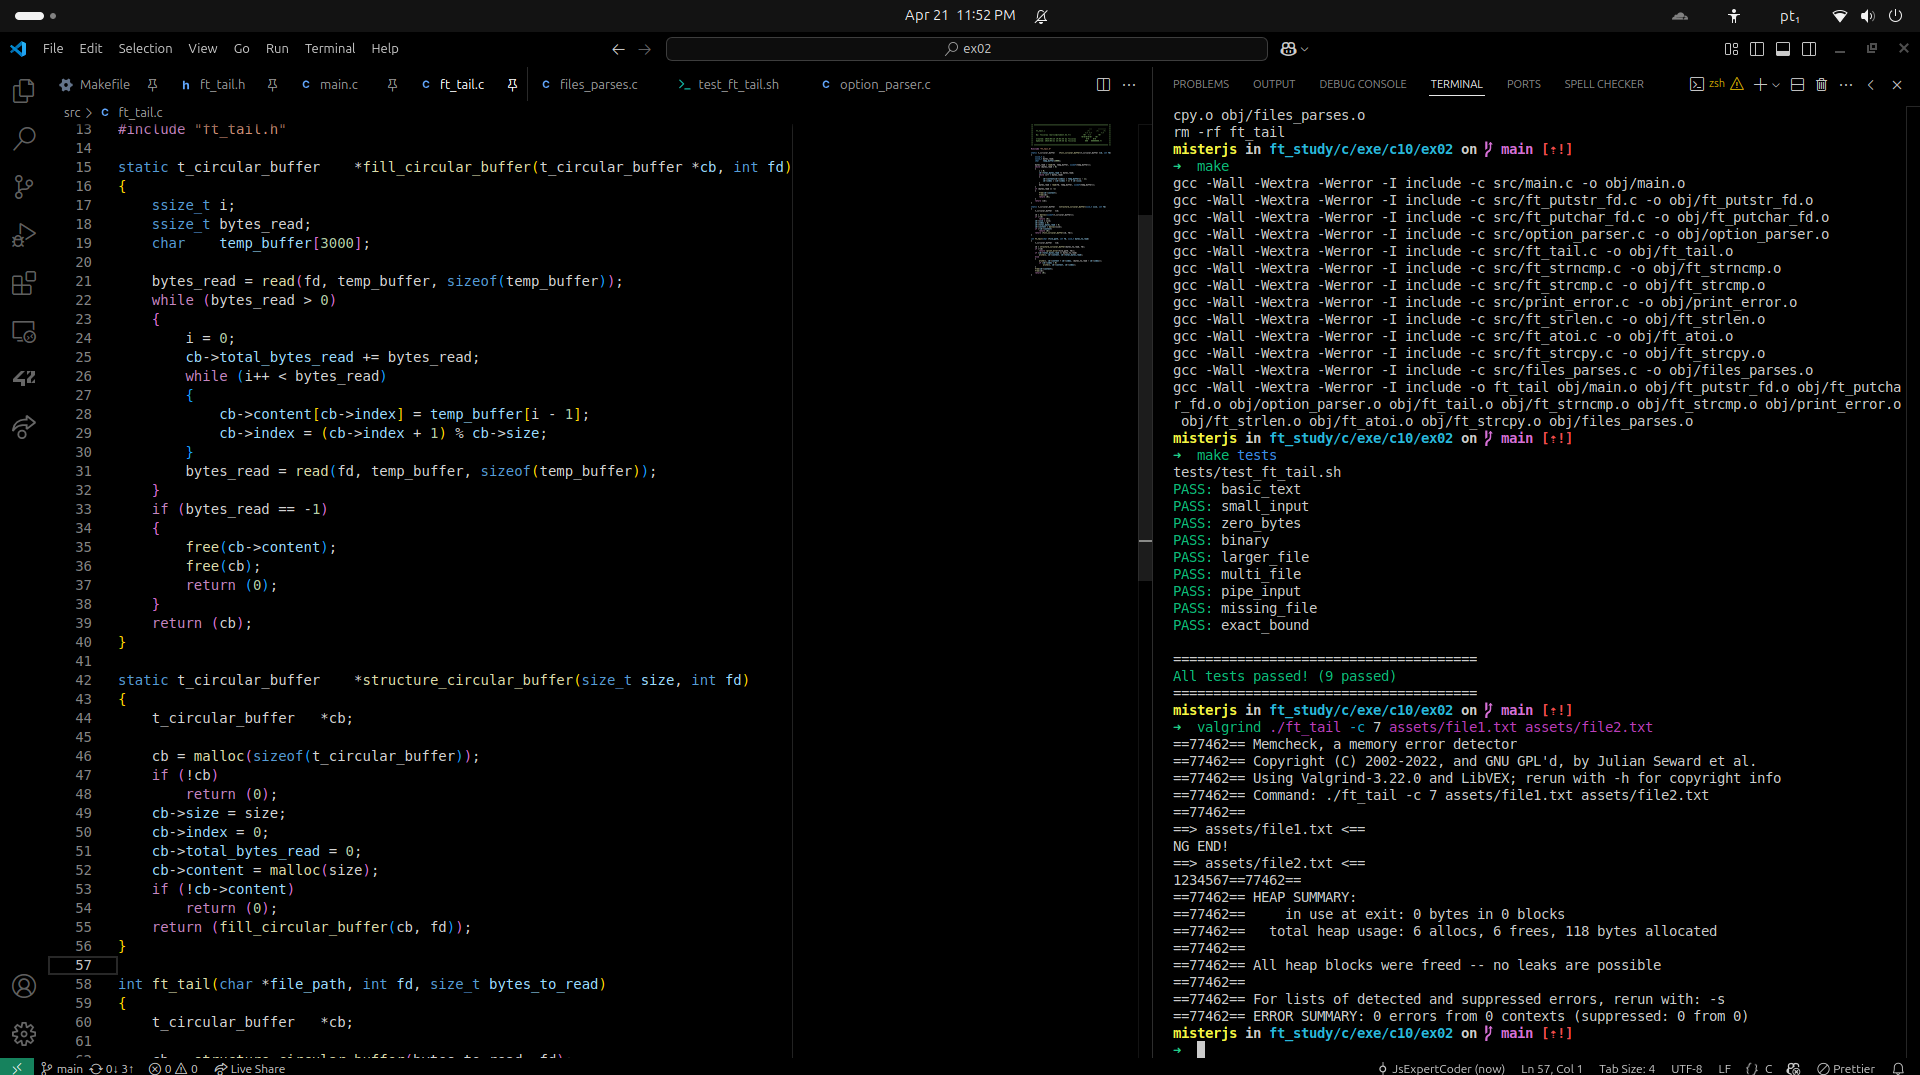 Apr 21 11:52 PM
pt₁
File Edit Selection View Go Run Terminal Help
ex02
Makefile ft_tail.h main.c ft_tail.c files_parses.c test_ft_tail.sh option_parser.c
src > C ft_tail.c
13 #include "ft_tail.h"
14
15 static t_circular_buffer *fill_circular_buffer(t_circular_buffer *cb, int fd)
16 {
17 ssize_t i;
18 ssize_t bytes_read;
19 char temp_buffer[3000];
20
21 bytes_read = read(fd, temp_buffer, sizeof(temp_buffer));
22 while (bytes_read > 0)
23 {
24 i = 0;
25 cb->total_bytes_read += bytes_read;
26 while (i++ < bytes_read)
27 {
28 cb->content[cb->index] = temp_buffer[i - 1];
29 cb->index = (cb->index + 1) % cb->size;
30 }
31 bytes_read = read(fd, temp_buffer, sizeof(temp_buffer));
32 }
33 if (bytes_read == -1)
34 {
35 free(cb->content);
36 free(cb);
37 return (0);
38 }
39 return (cb);
40 }
41
42 static t_circular_buffer *structure_circular_buffer(size_t size, int fd)
43 {
44 t_circular_buffer *cb;
45
46 cb = malloc(sizeof(t_circular_buffer));
47 if (!cb)
48 return (0);
49 cb->size = size;
50 cb->index = 0;
51 cb->total_bytes_read = 0;
52 cb->content = malloc(size);
53 if (!cb->content)
54 return (0);
55 return (fill_circular_buffer(cb, fd));
56 }
57
58 int ft_tail(char *file_path, int fd, size_t bytes_to_read)
59 {
60 t_circular_buffer *cb;
61
PROBLEMS OUTPUT DEBUG CONSOLE TERMINAL PORTS SPELL CHECKER
zsh
cpy.o obj/files_parses.o
rm -rf ft_tail
misterjs in ft_study/c/exe/c10/ex02 on main [⇡!]
➜ make
gcc -Wall -Wextra -Werror -I include -c src/main.c -o obj/main.o
gcc -Wall -Wextra -Werror -I include -c src/ft_putstr_fd.c -o obj/ft_putstr_fd.o
gcc -Wall -Wextra -Werror -I include -c src/ft_putchar_fd.c -o obj/ft_putchar_fd.o
gcc -Wall -Wextra -Werror -I include -c src/option_parser.c -o obj/option_parser.o
gcc -Wall -Wextra -Werror -I include -c src/ft_tail.c -o obj/ft_tail.o
gcc -Wall -Wextra -Werror -I include -c src/ft_strncmp.c -o obj/ft_strncmp.o
gcc -Wall -Wextra -Werror -I include -c src/ft_strcmp.c -o obj/ft_strcmp.o
gcc -Wall -Wextra -Werror -I include -c src/print_error.c -o obj/print_error.o
gcc -Wall -Wextra -Werror -I include -c src/ft_strlen.c -o obj/ft_strlen.o
gcc -Wall -Wextra -Werror -I include -c src/ft_atoi.c -o obj/ft_atoi.o
gcc -Wall -Wextra -Werror -I include -c src/ft_strcpy.c -o obj/ft_strcpy.o
gcc -Wall -Wextra -Werror -I include -c src/files_parses.c -o obj/files_parses.o
gcc -Wall -Wextra -Werror -I include -o ft_tail obj/main.o obj/ft_putstr_fd.o obj/ft_putcha
r_fd.o obj/option_parser.o obj/ft_tail.o obj/ft_strncmp.o obj/ft_strcmp.o obj/print_error.o
obj/ft_strlen.o obj/ft_atoi.o obj/ft_strcpy.o obj/files_parses.o
misterjs in ft_study/c/exe/c10/ex02 on main [⇡!]
➜ make tests
tests/test_ft_tail.sh
PASS: basic_text
PASS: small_input
PASS: zero_bytes
PASS: binary
PASS: larger_file
PASS: multi_file
PASS: pipe_input
PASS: missing_file
PASS: exact_bound
======================================
All tests passed! (9 passed)
======================================
misterjs in ft_study/c/exe/c10/ex02 on main [⇡!]
➜ valgrind ./ft_tail -c 7 assets/file1.txt assets/file2.txt
==77462== Memcheck, a memory error detector
==77462== Copyright (C) 2002-2022, and GNU GPL'd, by Julian Seward et al.
==77462== Using Valgrind-3.22.0 and LibVEX; rerun with -h for copyright info
==77462== Command: ./ft_tail -c 7 assets/file1.txt assets/file2.txt
==77462==
==> assets/file1.txt <==
NG END!
==> assets/file2.txt <==
1234567==77462==
==77462== HEAP SUMMARY:
==77462== in use at exit: 0 bytes in 0 blocks
==77462== total heap usage: 6 allocs, 6 frees, 118 bytes allocated
==77462==
==77462== All heap blocks were freed -- no leaks are possible
==77462==
==77462== For lists of detected and suppressed errors, rerun with: -s
==77462== ERROR SUMMARY: 0 errors from 0 contexts (suppressed: 0 from 0)
misterjs in ft_study/c/exe/c10/ex02 on main [⇡!]
➜
main 0↓ 3↑ 0 0 Live Share JsExpertCoder (now) Ln 57, Col 1 Tab Size: 4 UTF-8 LF {} C Prettier